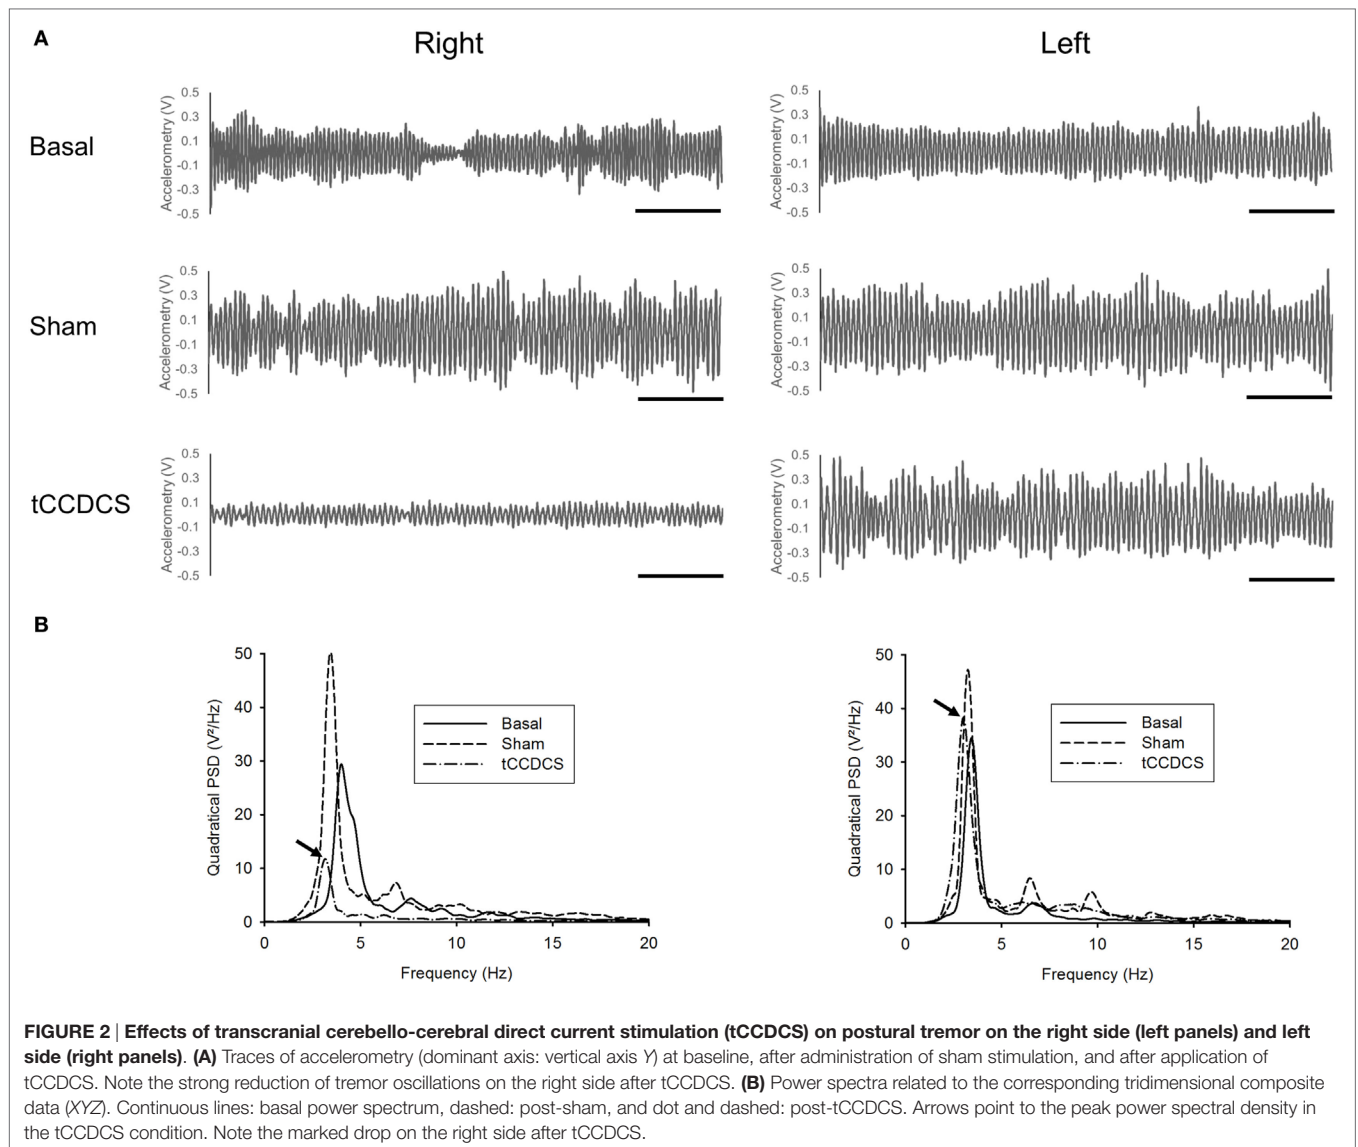 A
Right
Left
Basal
Accelerometry (V)
0.5
0.3
0.1
-0.1
-0.3
-0.5
Accelerometry (V)
0.5
0.3
0.1
-0.1
-0.3
-0.5
Sham
Accelerometry (V)
0.5
0.3
0.1
-0.1
-0.3
-0.5
Accelerometry (V)
0.5
0.3
0.1
-0.1
-0.3
-0.5
tCCDCS
Accelerometry (V)
0.5
0.3
0.1
-0.1
-0.3
-0.5
Accelerometry (V)
0.5
0.3
0.1
-0.1
-0.3
-0.5
B
Quadratical PSD (V²/Hz)
50
40
30
20
10
0
Basal
Sham
tCCDCS
0 5 10 15 20
Frequency (Hz)
Quadratical PSD (V²/Hz)
50
40
30
20
10
0
Basal
Sham
tCCDCS
0 5 10 15 20
Frequency (Hz)
FIGURE 2 | Effects of transcranial cerebello-cerebral direct current stimulation (tCCDCS) on postural tremor on the right side (left panels) and left
side (right panels). (A) Traces of accelerometry (dominant axis: vertical axis Y) at baseline, after administration of sham stimulation, and after application of
tCCDCS. Note the strong reduction of tremor oscillations on the right side after tCCDCS. (B) Power spectra related to the corresponding tridimensional composite
data (XYZ). Continuous lines: basal power spectrum, dashed: post-sham, and dot and dashed: post-tCCDCS. Arrows point to the peak power spectral density in
the tCCDCS condition. Note the marked drop on the right side after tCCDCS.